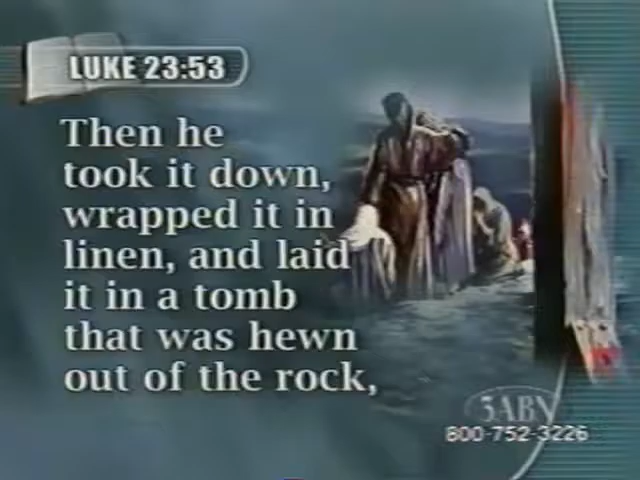 LUKE 23:53
Then he
took it down,
wrapped it in
linen, and laid
it in a tomb
that was hewn
out of the rock,
3ABN
800-752-3226